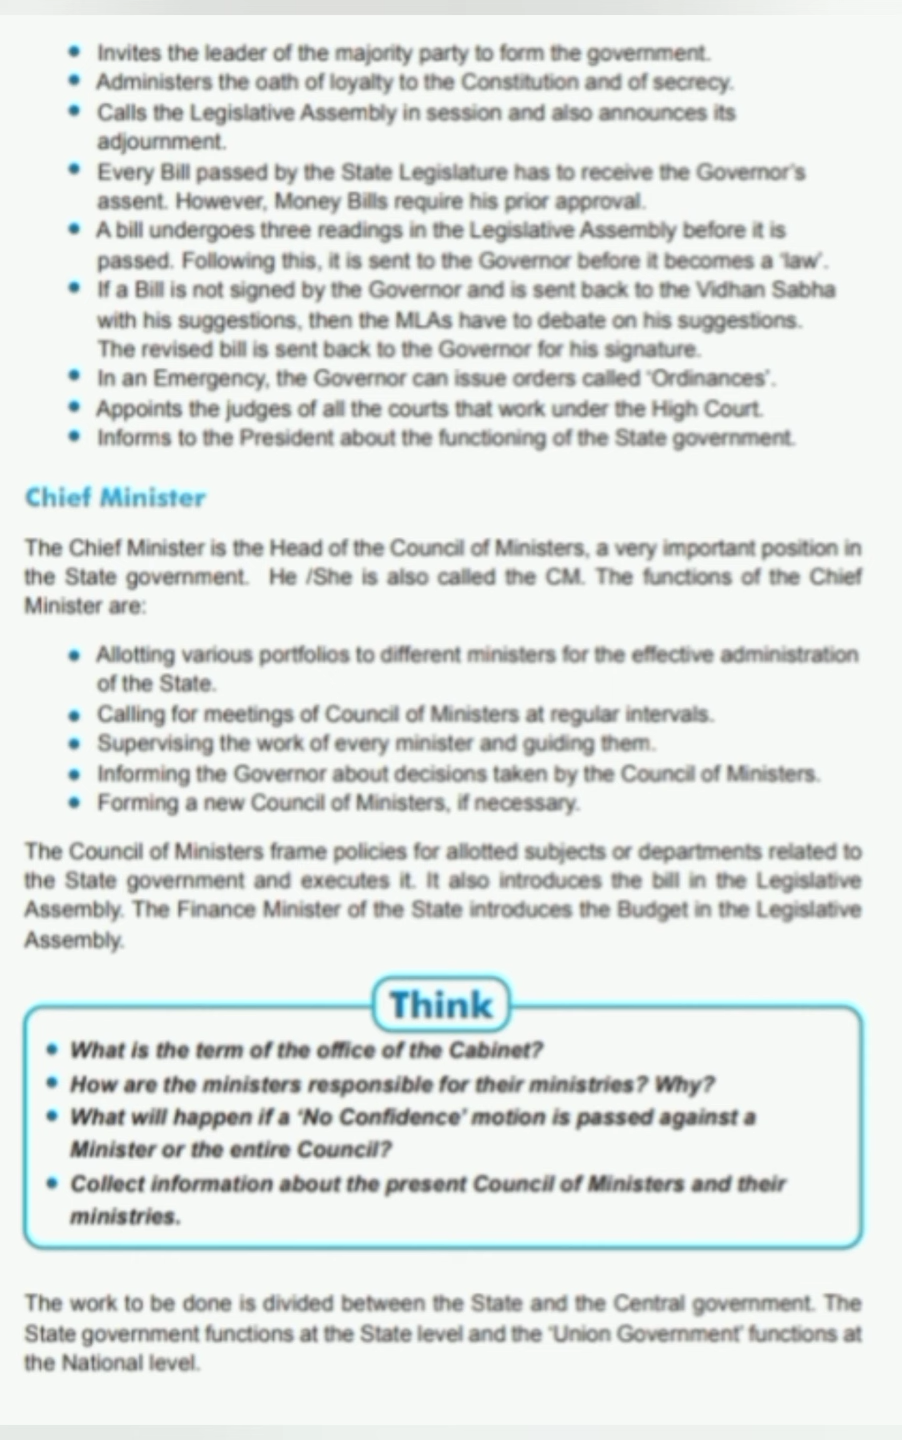 • Invites the leader of the majority party to form the government.
• Administers the oath of loyalty to the Constitution and of secrecy.
• Calls the Legislative Assembly in session and also announces its
adjournment.
• Every Bill passed by the State Legislature has to receive the Governor's
assent. However, Money Bills require his prior approval.
• A bill undergoes three readings in the Legislative Assembly before it is
passed. Following this, it is sent to the Governor before it becomes a 'law'.
• If a Bill is not signed by the Governor and is sent back to the Vidhan Sabha
with his suggestions, then the MLAs have to debate on his suggestions.
The revised bill is sent back to the Governor for his signature.
• In an Emergency, the Governor can issue orders called 'Ordinances'.
• Appoints the judges of all the courts that work under the High Court.
• Informs to the President about the functioning of the State government.
Chief Minister
The Chief Minister is the Head of the Council of Ministers, a very important position in
the State government. He /She is also called the CM. The functions of the Chief
Minister are:
• Allotting various portfolios to different ministers for the effective administration
of the State.
• Calling for meetings of Council of Ministers at regular intervals.
• Supervising the work of every minister and guiding them.
• Informing the Governor about decisions taken by the Council of Ministers.
• Forming a new Council of Ministers, if necessary.
The Council of Ministers frame policies for allotted subjects or departments related to
the State government and executes it. It also introduces the bill in the Legislative
Assembly. The Finance Minister of the State introduces the Budget in the Legislative
Assembly.
Think
• What is the term of the office of the Cabinet?
• How are the ministers responsible for their ministries? Why?
• What will happen if a 'No Confidence' motion is passed against a
Minister or the entire Council?
• Collect information about the present Council of Ministers and their
ministries.
The work to be done is divided between the State and the Central government. The
State government functions at the State level and the 'Union Government' functions at
the National level.